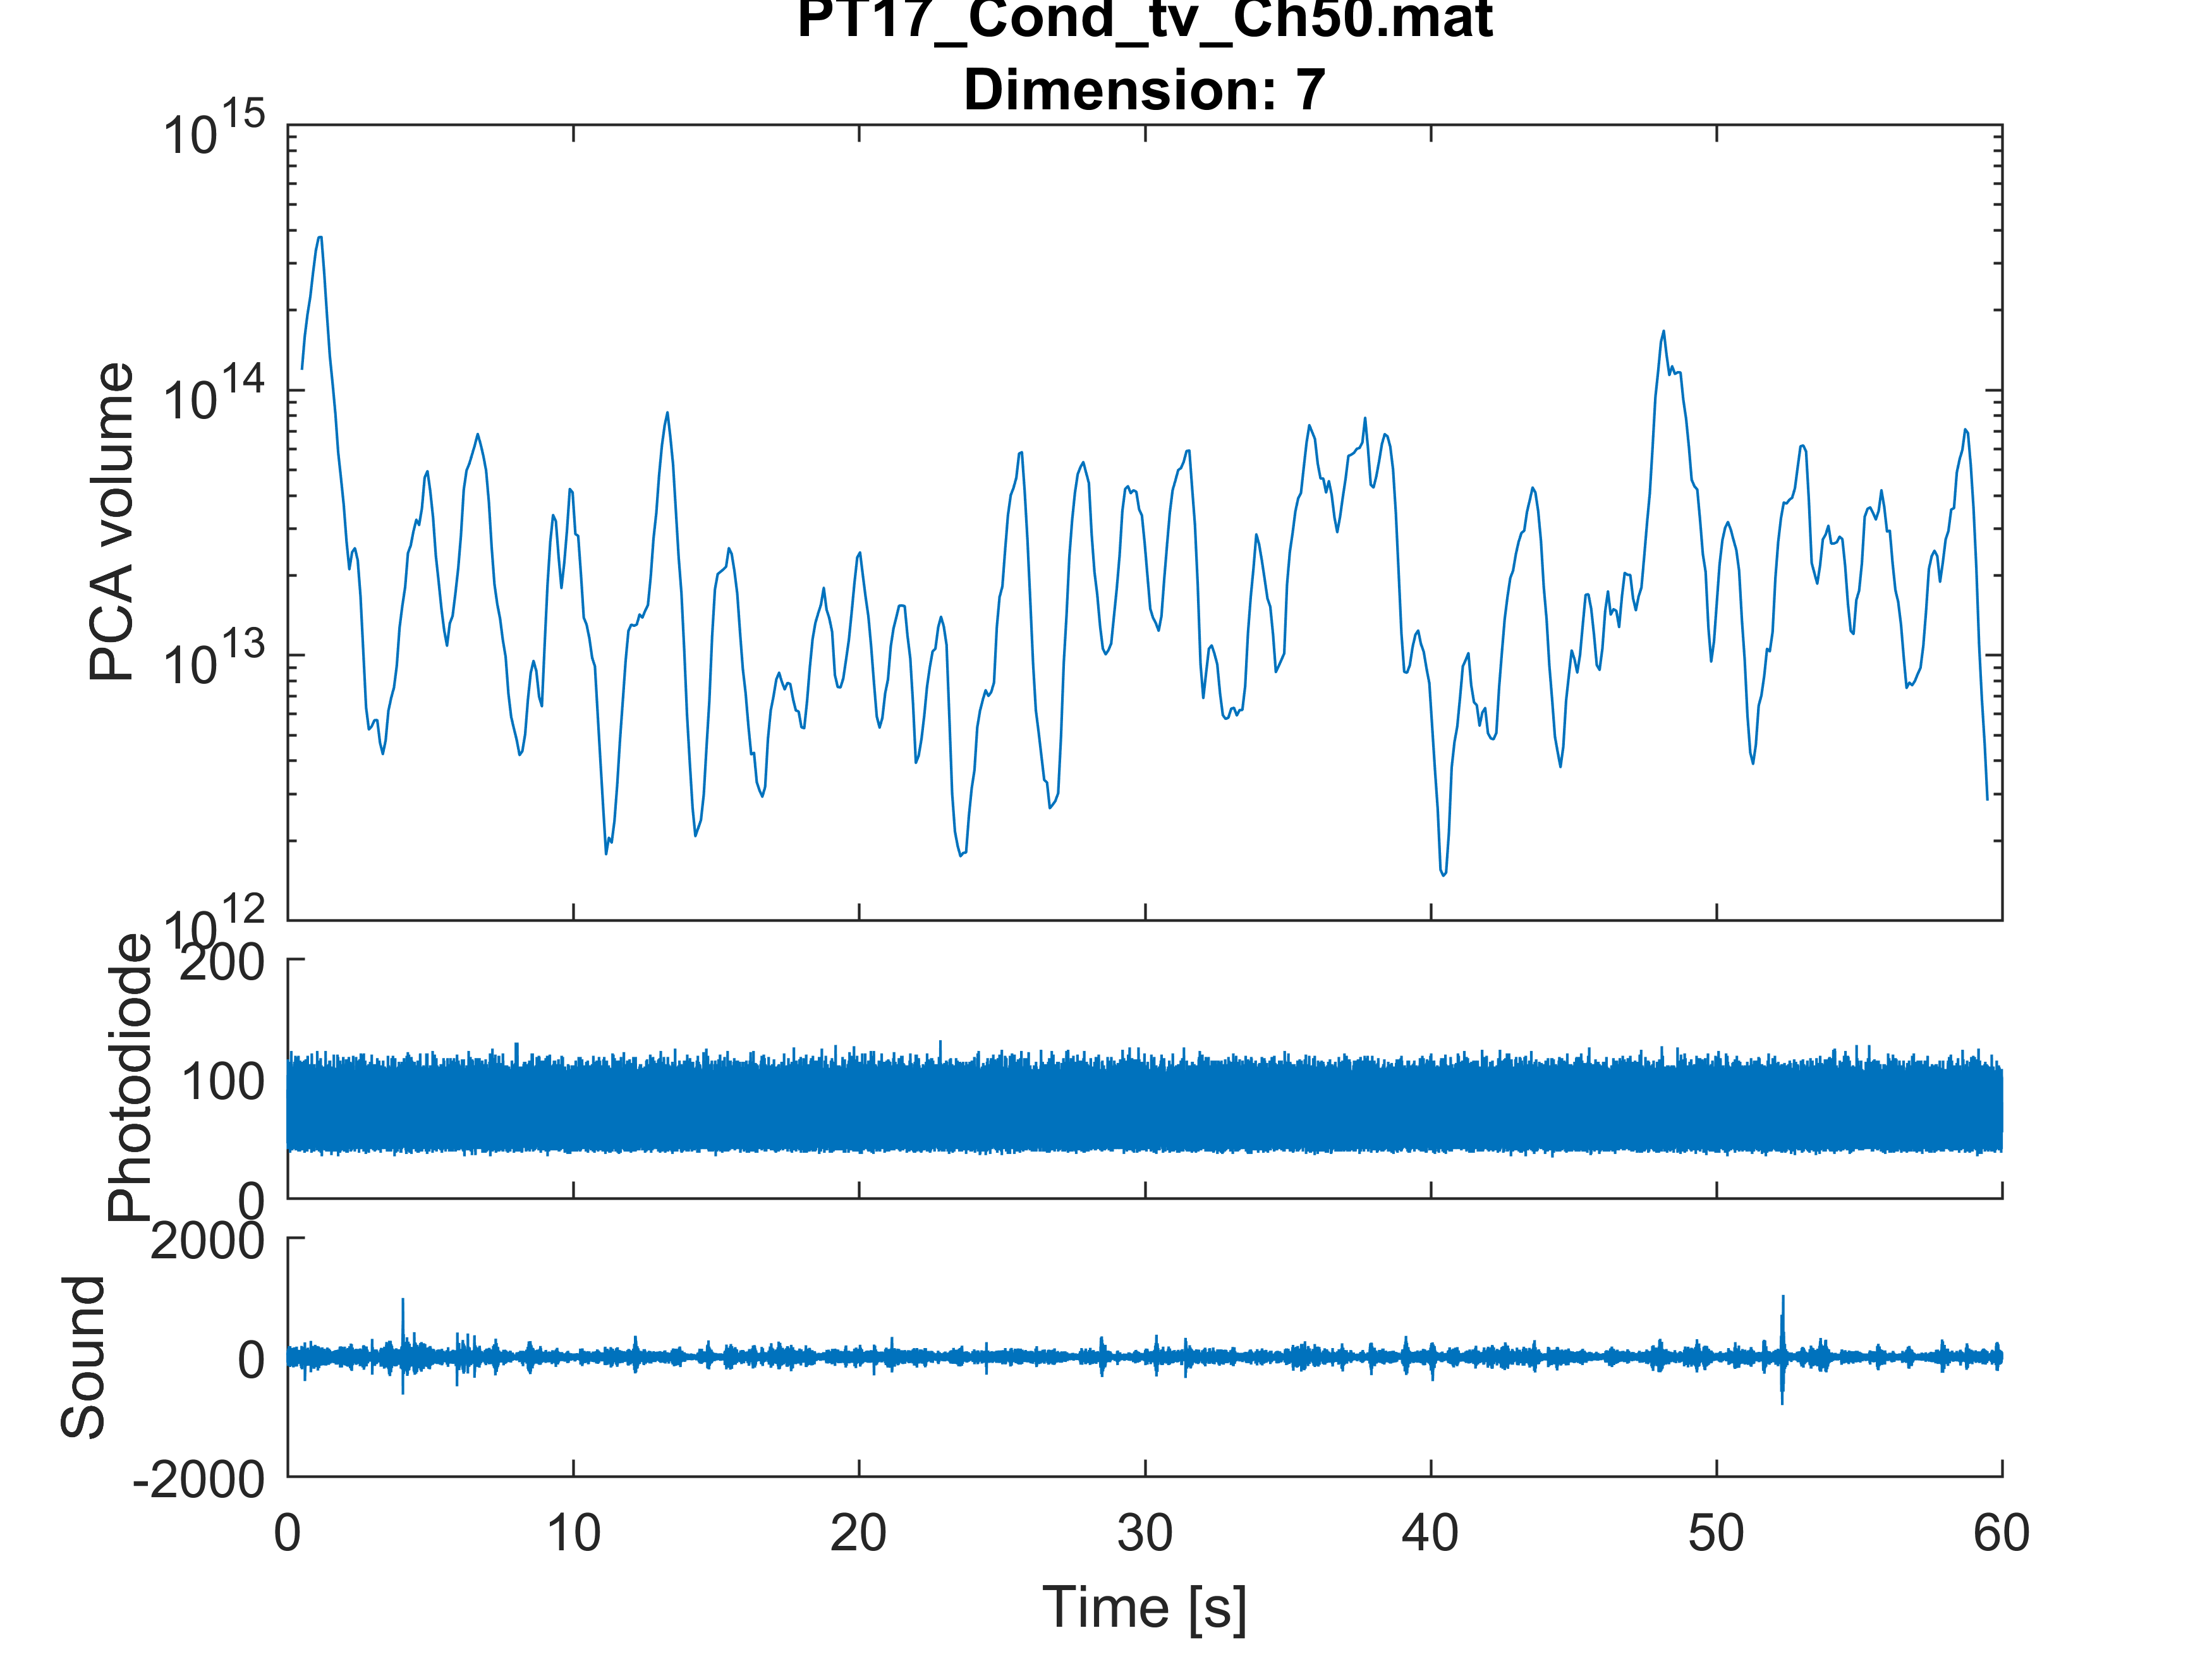 PT17_Cond_tv_Ch50.mat
Dimension: 7
10^15
10^14
10^13
10^12
PCA volume
200
100
0
Photodiode
2000
0
-2000
Sound
0 10 20 30 40 50 60
Time [s]